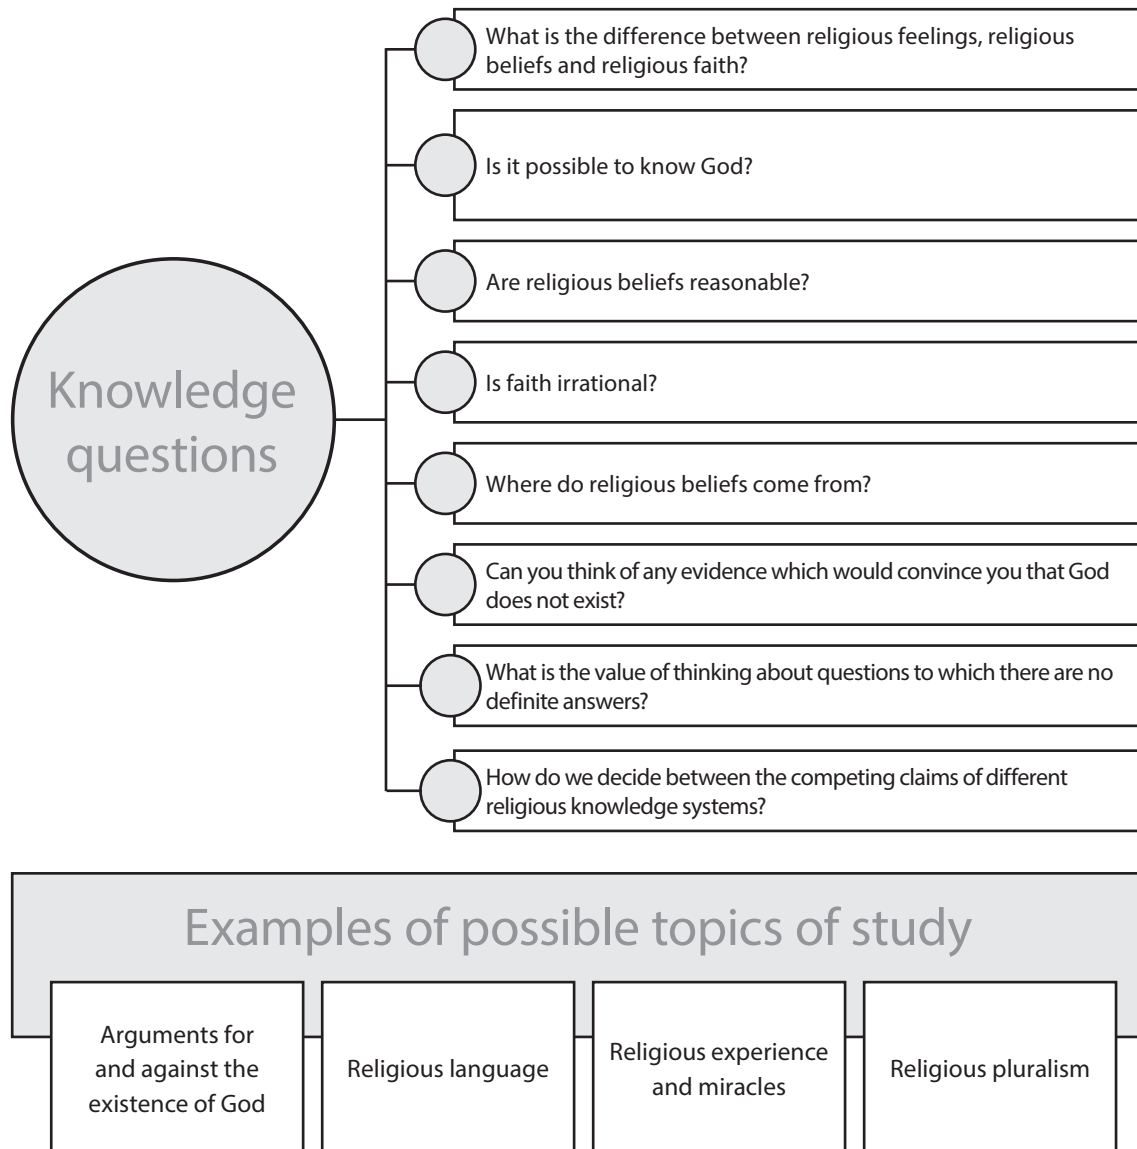 What is the difference between religious feelings, religious
beliefs and religious faith?
Is it possible to know God?
Are religious beliefs reasonable?
Knowledge
questions
Is faith irrational?
Where do religious beliefs come from?
Can you think of any evidence which would convince you that God
does not exist?
What is the value of thinking about questions to which there are no
definite answers?
How do we decide between the competing claims of different
religious knowledge systems?
Examples of possible topics of study
Arguments for
and against the
existence of God
Religious language
Religious experience
and miracles
Religious pluralism